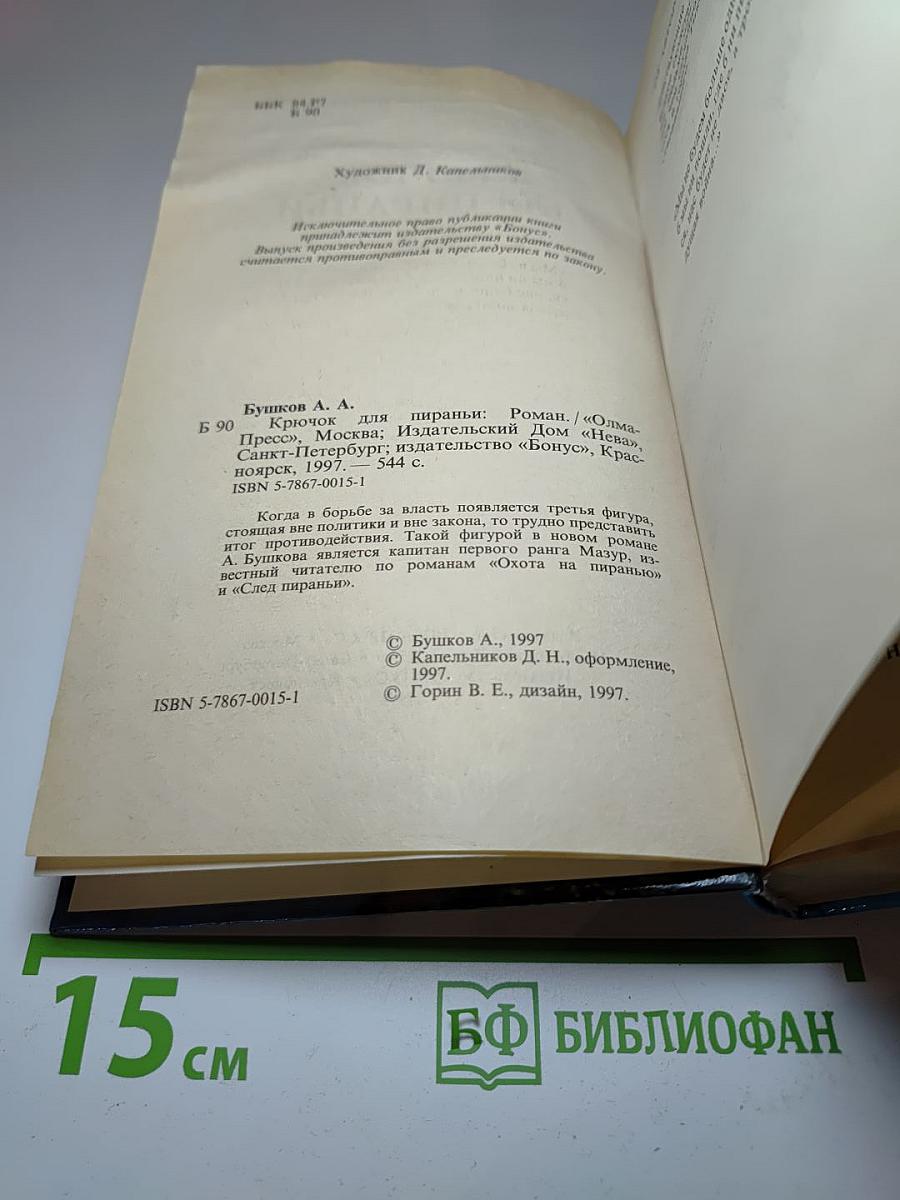 ББК 84.Р7
Б 90
Художник Д. Капельников
Исключительное право публикации книги
принадлежит издательству «Бонус».
Выпуск произведения без разрешения издательства
считается противоправным и преследуется по закону.
Бушков А. А.
Б 90 Крючок для пираньи: Роман. / «Олма-
Пресс», Москва; Издательский Дом «Нева»,
Санкт-Петербург; издательство «Бонус», Крас-
ноярск, 1997. — 544 с.
ISBN 5-7867-0015-1
Когда в борьбе за власть появляется третья фигура,
стоящая вне политики и вне закона, то трудно представить
итог противодействия. Такой фигурой в новом романе
А. Бушкова является капитан первого ранга Мазур, из-
вестный читателю по романам «Охота на пиранью»
и «След пираньи».
© Бушков А., 1997
© Капельников Д. Н., оформление,
1997.
© Горин В. Е., дизайн, 1997.
ISBN 5-7867-0015-1
15 см
БФ БИБЛИОФАН